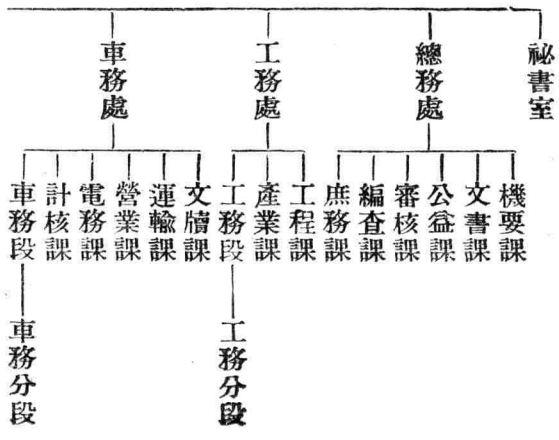 祕書室
總務處
工務處
車務處
機要課
文書課
公益課
審核課
編查課
庶務課
工程課
產業課
工務段
文牘課
運輸課
營業課
電務課
計核課
車務段
工務分段
車務分段